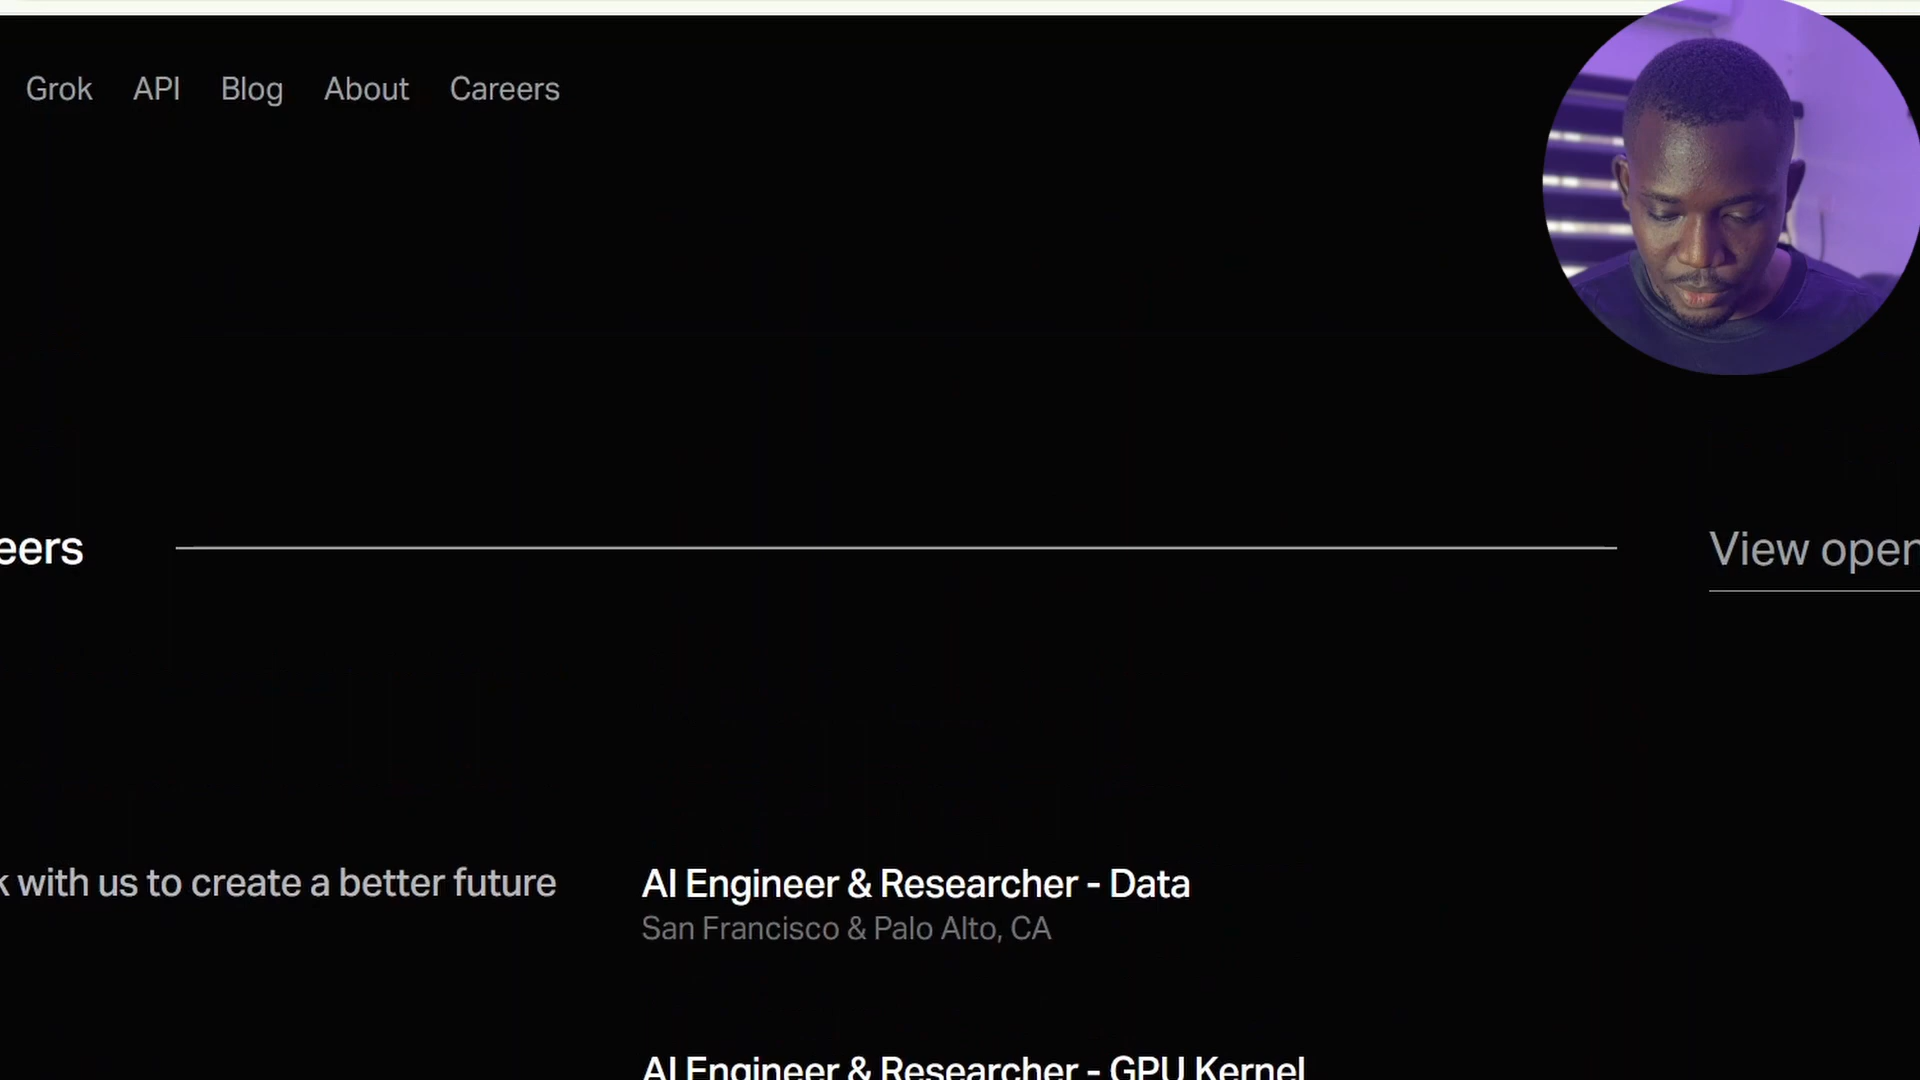 Grok API Blog About Careers
eers
View open
k with us to create a better future
AI Engineer & Researcher - Data
San Francisco & Palo Alto, CA
AI Engineer & Researcher - GPU Kernel